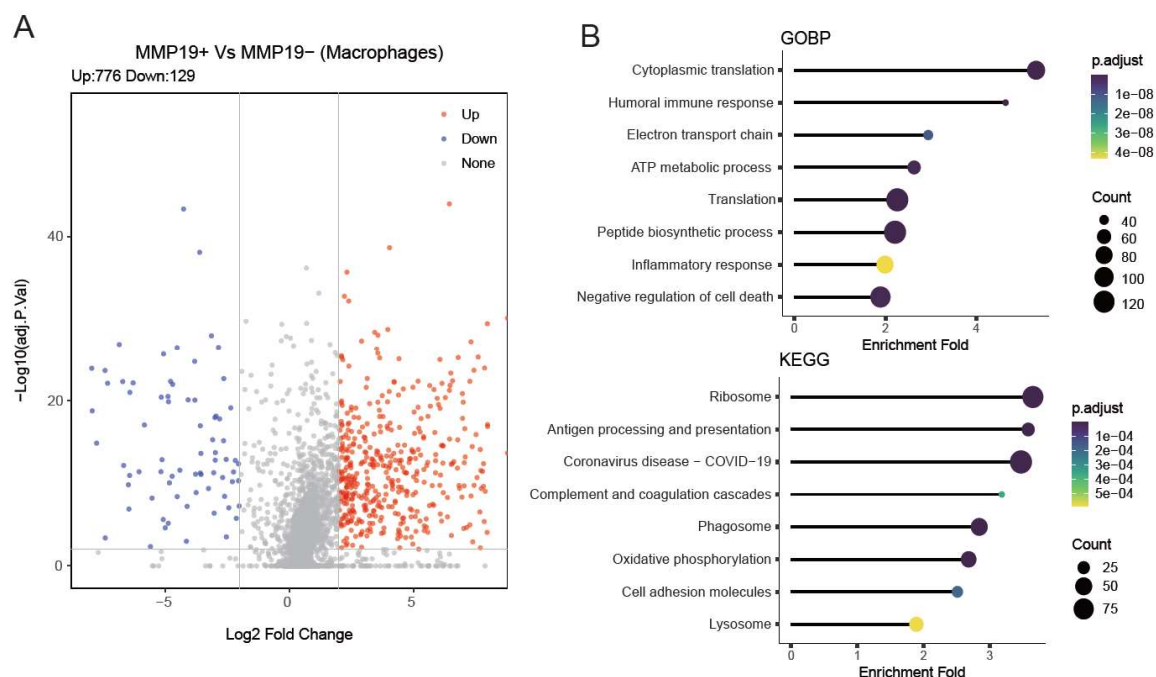 A
MMP19+ Vs MMP19− (Macrophages)
Up:776 Down:129
Up
Down
None
−Log10(adj.P.Val)
40
20
0
−5
0
5
Log2 Fold Change
B
GOBP
Cytoplasmic translation
Humoral immune response
Electron transport chain
ATP metabolic process
Translation
Peptide biosynthetic process
Inflammatory response
Negative regulation of cell death
0
2
4
Enrichment Fold
p.adjust
1e−08
2e−08
3e−08
4e−08
Count
40
60
80
100
120
KEGG
Ribosome
Antigen processing and presentation
Coronavirus disease − COVID−19
Complement and coagulation cascades
Phagosome
Oxidative phosphorylation
Cell adhesion molecules
Lysosome
0
1
2
3
Enrichment Fold
p.adjust
1e−04
2e−04
3e−04
4e−04
5e−04
Count
25
50
75